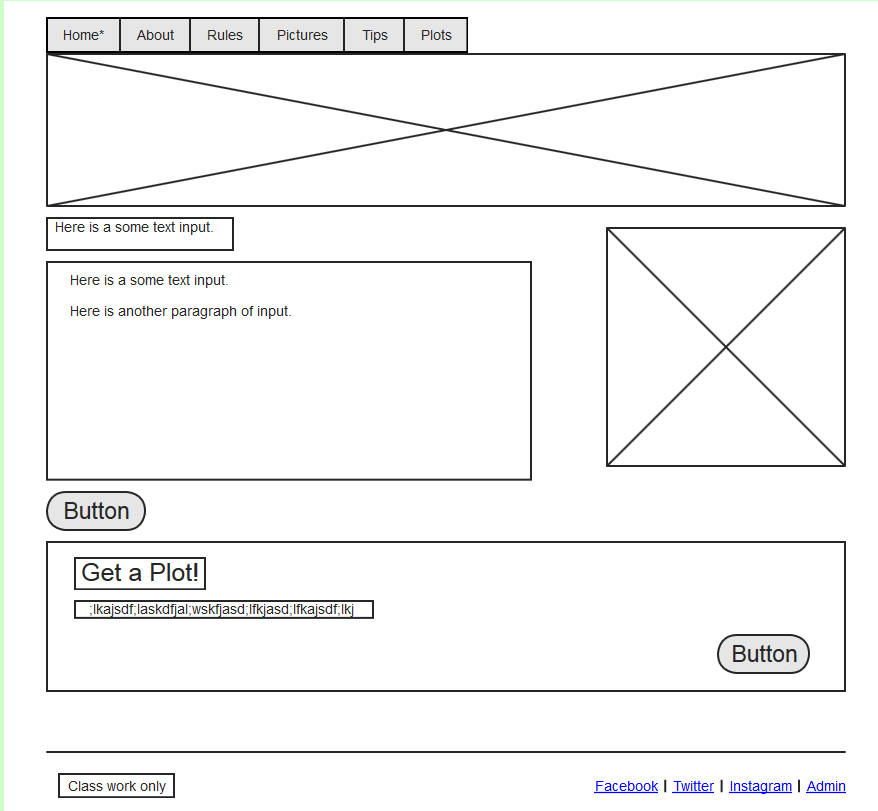 Home* About Rules Pictures Tips Plots
Here is a some text input.
Here is a some text input.
Here is another paragraph of input.
Button
Get a Plot!
;lkajsdf;laskdfjal;wskfjasd;lfkjasd;lfkajsdf;lkj
Button
Class work only
Facebook | Twitter | Instagram | Admin